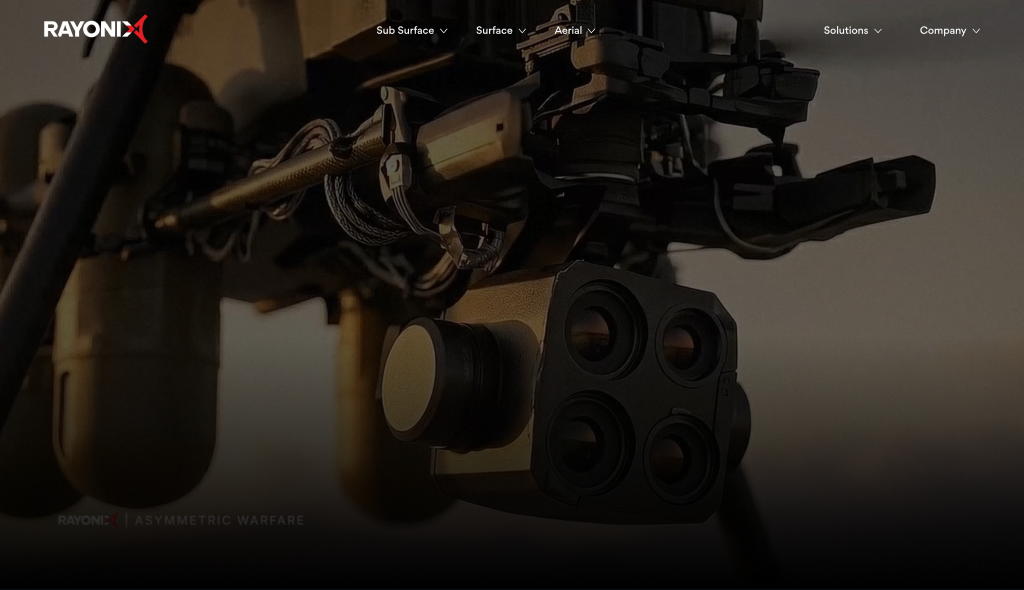 RAYONIX
Sub Surface
Surface
Aerial
Solutions
Company
RAYONIX | ASYMMETRIC WARFARE